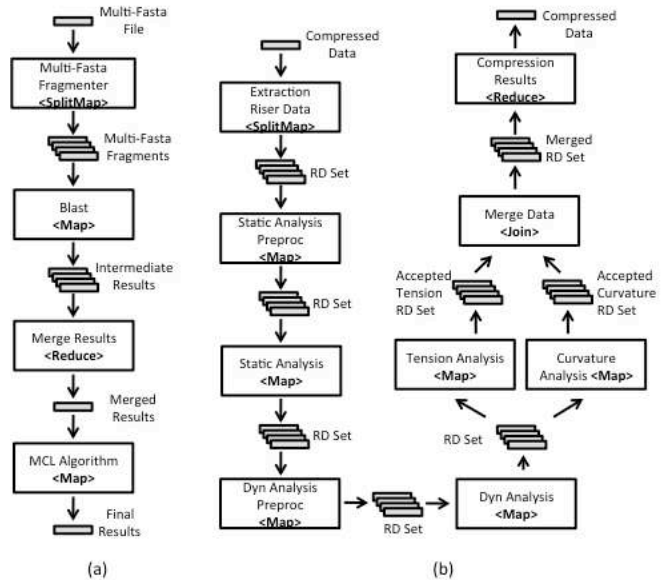 Multi-Fasta
File
Multi-Fasta
Fragmenter
<SplitMap>
Multi-Fasta
Fragments
Blast
<Map>
Intermediate
Results
Merge Results
<Reduce>
Merged
Results
MCL Algorithm
<Map>
Final
Results
(a)
Compressed
Data
Extraction
Riser Data
<SplitMap>
RD Set
Static Analysis
Preproc
<Map>
RD Set
Static Analysis
<Map>
RD Set
Dyn Analysis
Preproc
<Map>
RD Set
Dyn Analysis
<Map>
RD Set
Tension Analysis
<Map>
Curvature
Analysis <Map>
Accepted
Tension
RD Set
Accepted
Curvature
RD Set
Merge Data
<Join>
Merged
RD Set
Compression
Results
<Reduce>
Compressed
Data
(b)